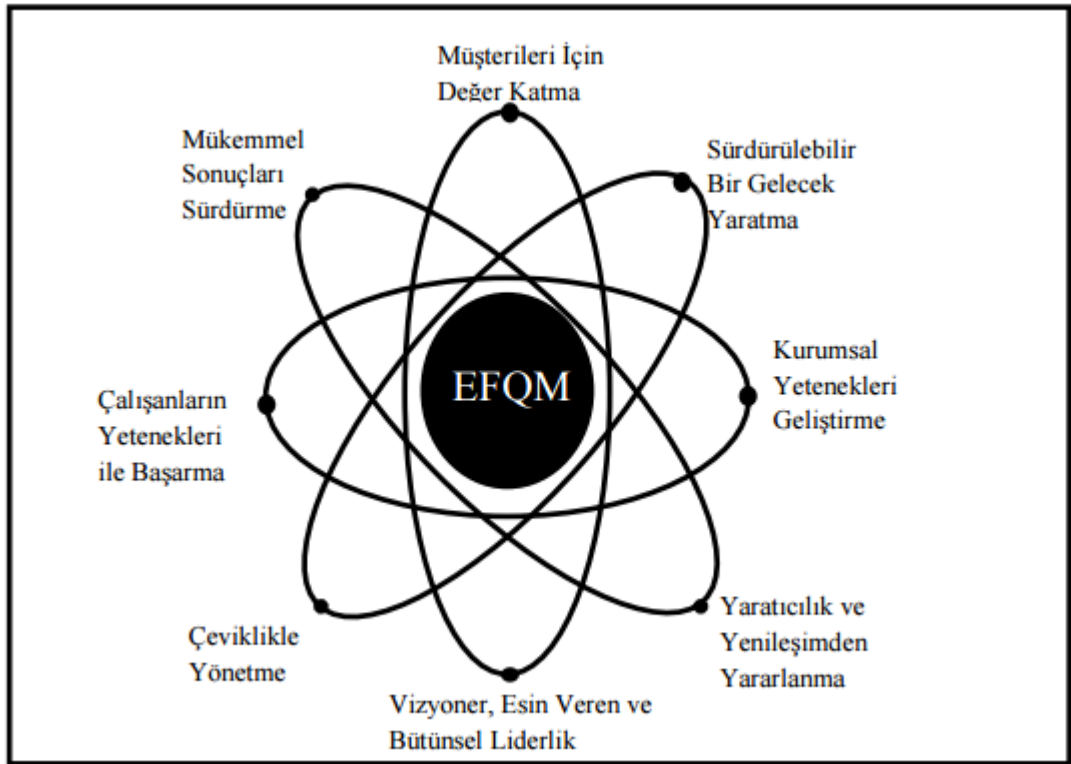 Müşterileri İçin
Değer Katma
Sürdürülebilir
Bir Gelecek
Yaratma
Kurumsal
Yetenekleri
Geliştirme
Yaratıcılık ve
Yenileşimden
Yararlanma
Vizyoner, Esin Veren ve
Bütünsel Liderlik
Çeviklikle
Yönetme
Çalışanların
Yetenekleri
ile Başarma
Mükemmel
Sonuçları
Sürdürme
EFQM